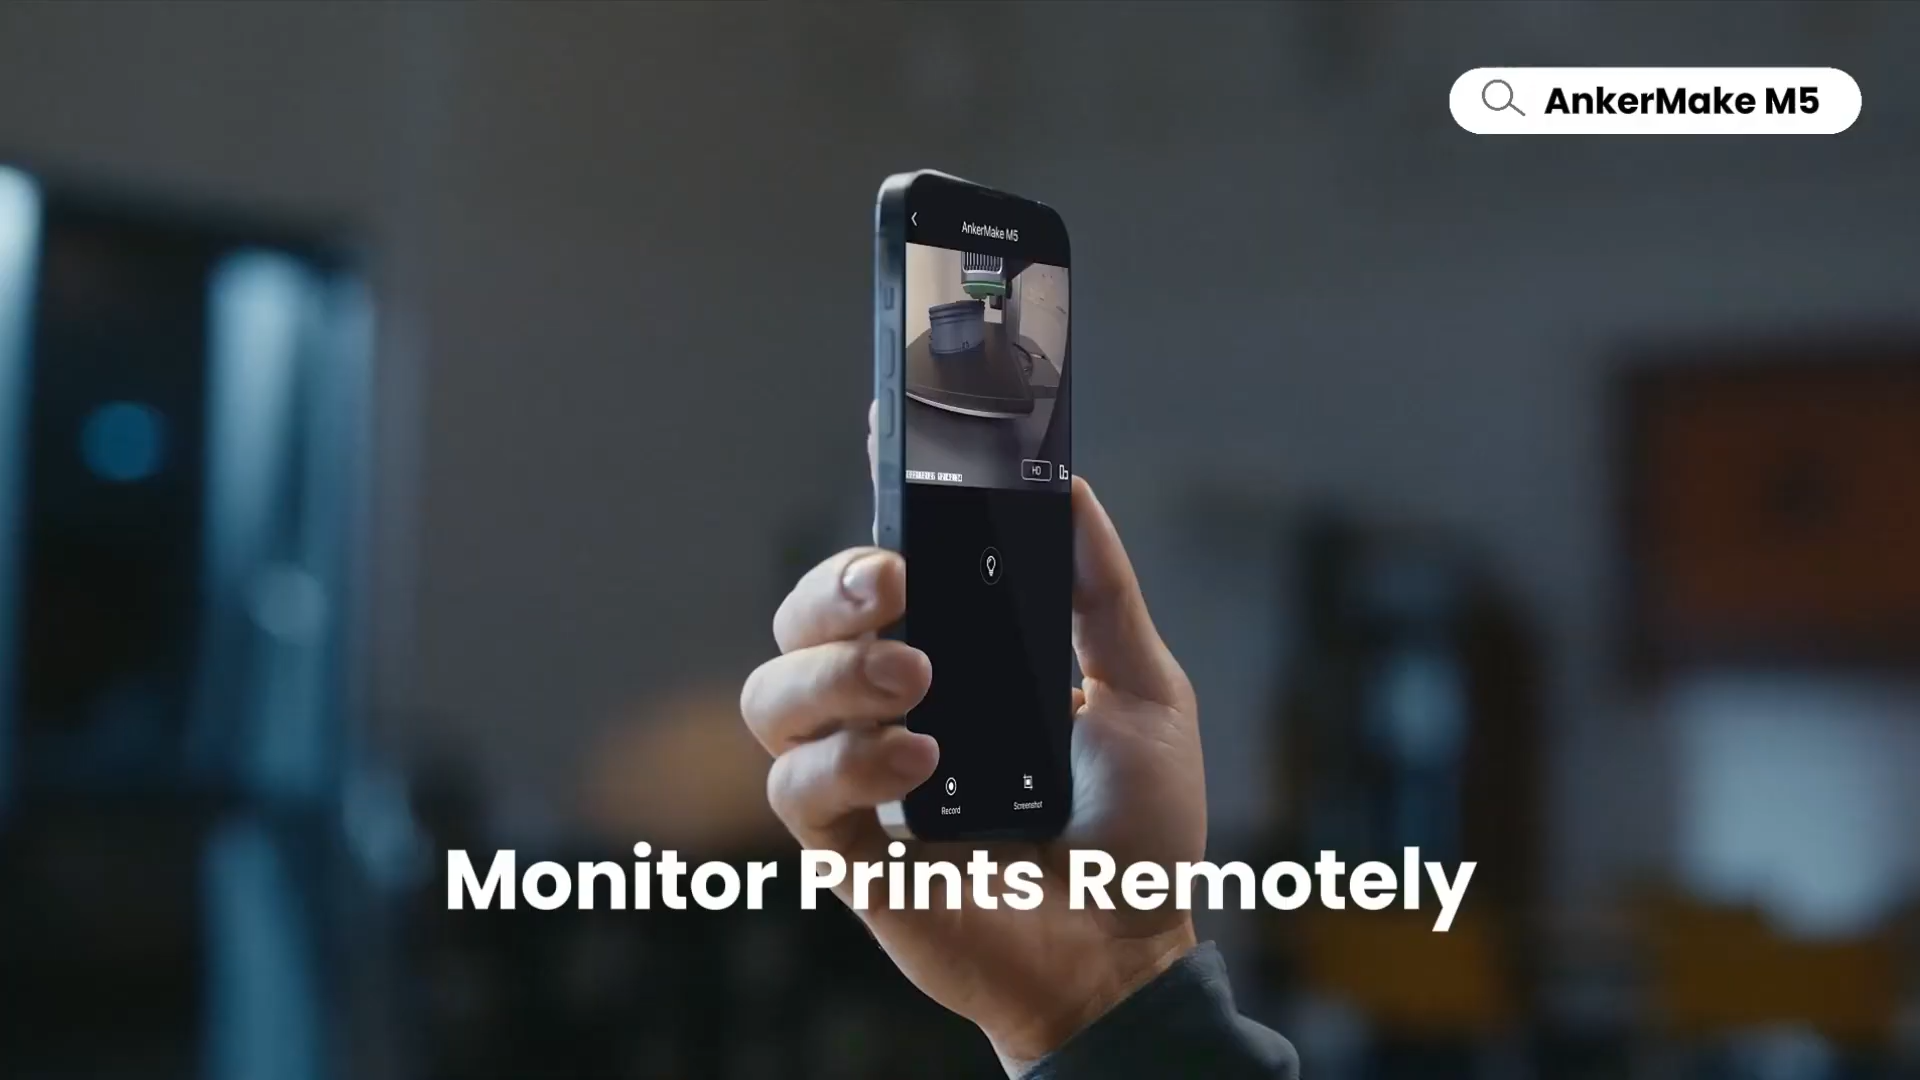 AnkerMake M5
AnkerMake M5
HD
Record
Screenshot
Monitor Prints Remotely